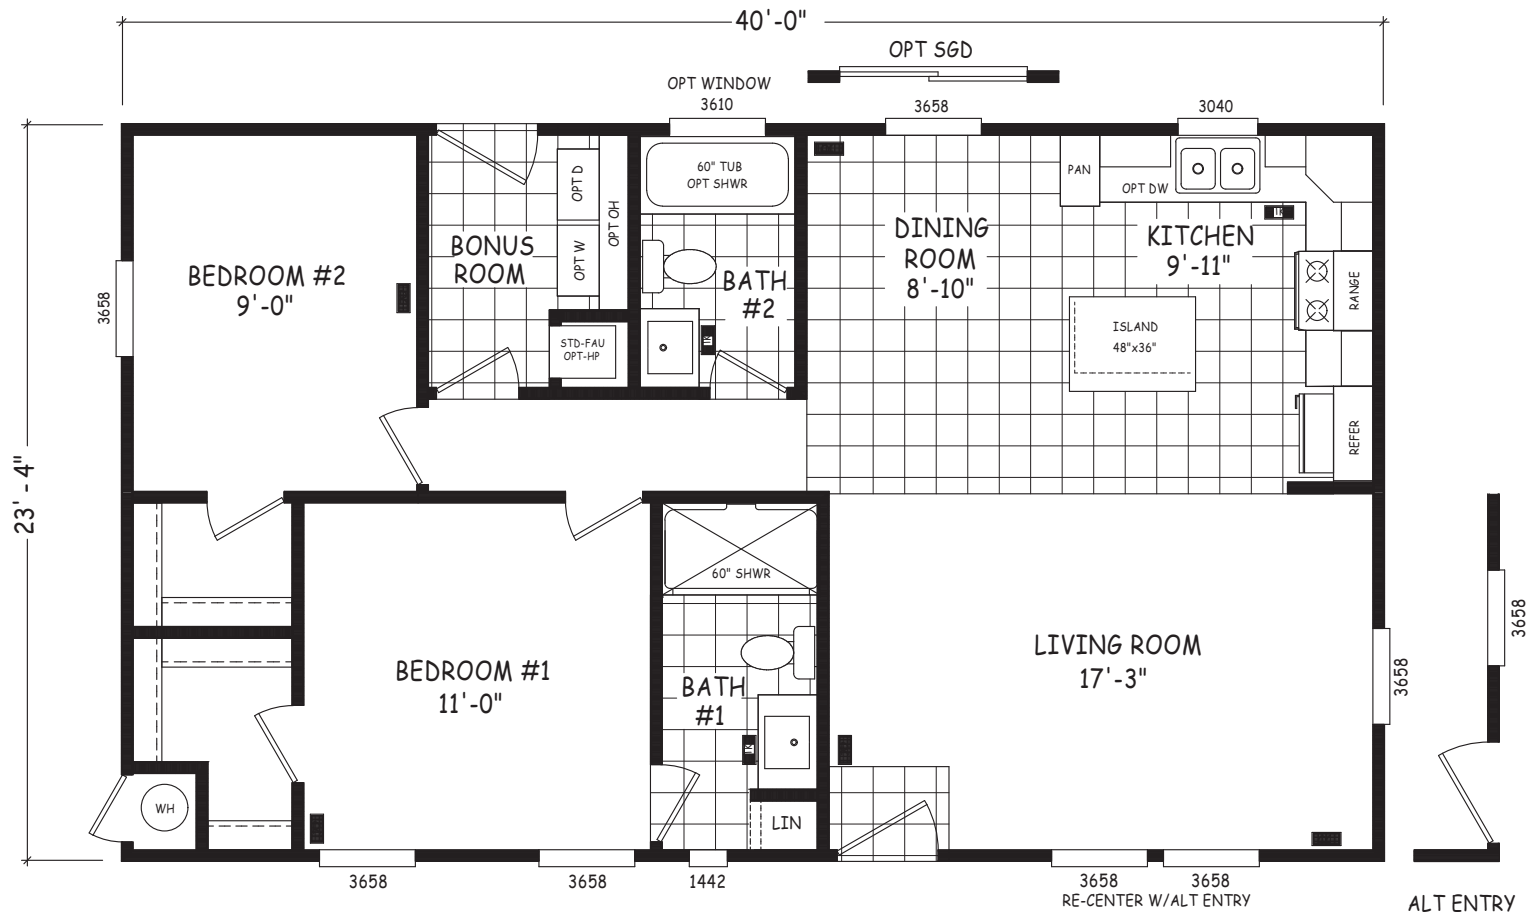 40'-0"
OPT SGD
OPT WINDOW
3610
3658
3040
60" TUB
OPT SHWR
PAN
OPT DW
OPT D
OPT OH
OPT W
BONUS
ROOM
BEDROOM #2
9'-0"
3658
BATH
#2
DINING
ROOM
8'-10"
KITCHEN
9'-11"
TK
RANGE
ISLAND
48"x36"
STD-FAU
OPT-HP
TK
REFER
23' - 4"
60" SHWR
BEDROOM #1
11'-0"
BATH
#1
TK
LIVING ROOM
17'-3"
3658
3658
WH
LIN
3658
3658
1442
3658
3658
RE-CENTER W/ALT ENTRY
ALT ENTRY